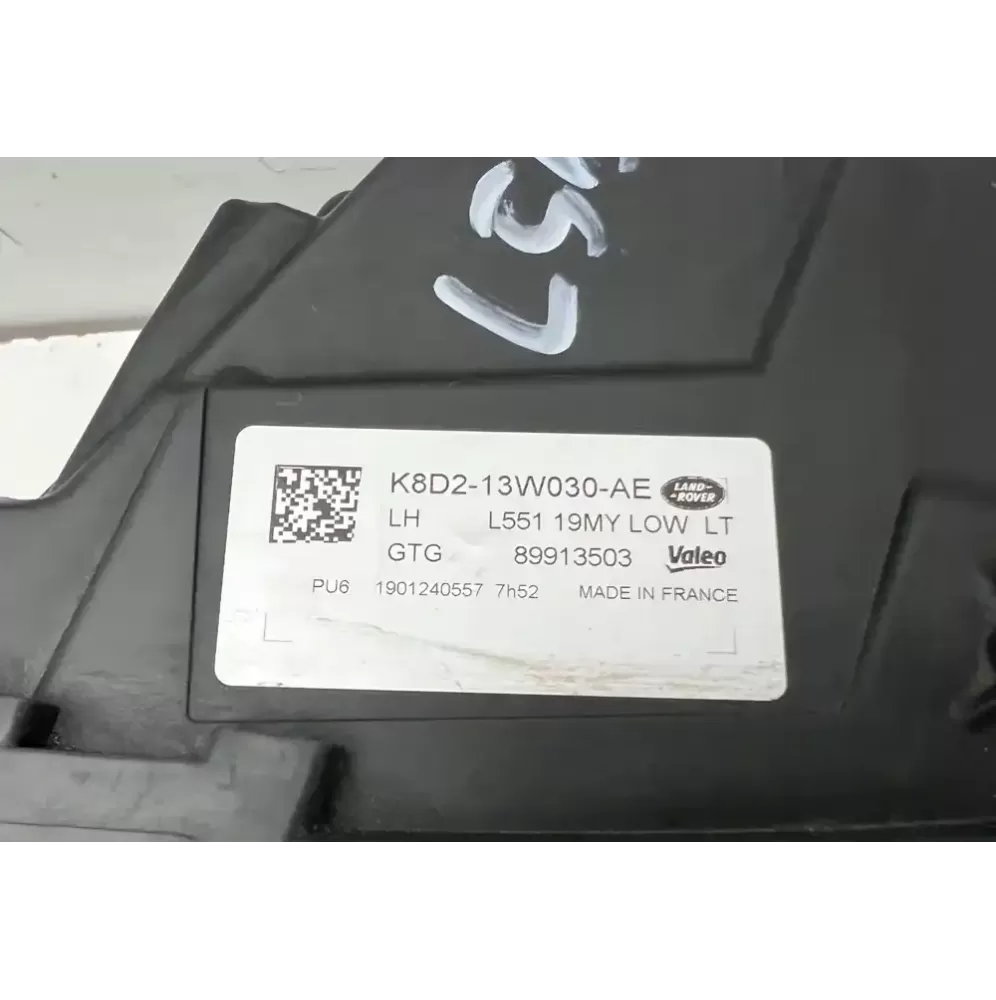 K8D2-13W030-AE LAND-ROVER
LH L551 19MY LOW LT
GTG 89913503 Valeo
PU6 1901240557 7h52 MADE IN FRANCE